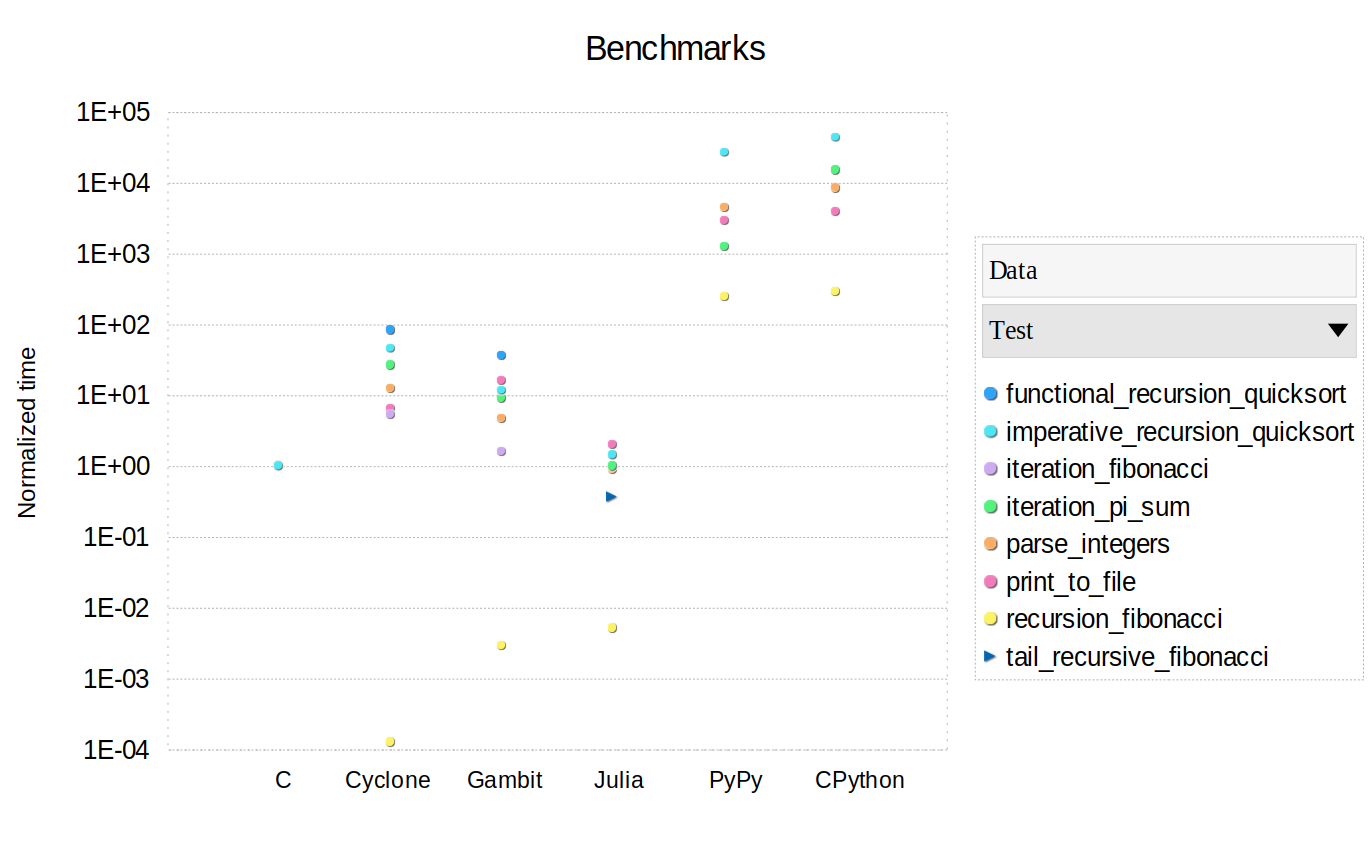 Benchmarks
1E+05
1E+04
1E+03
1E+02
1E+01
1E+00
1E-01
1E-02
1E-03
1E-04
Normalized time
C Cyclone Gambit Julia PyPy CPython
Data
Test
functional_recursion_quicksort
imperative_recursion_quicksort
iteration_fibonacci
iteration_pi_sum
parse_integers
print_to_file
recursion_fibonacci
tail_recursive_fibonacci